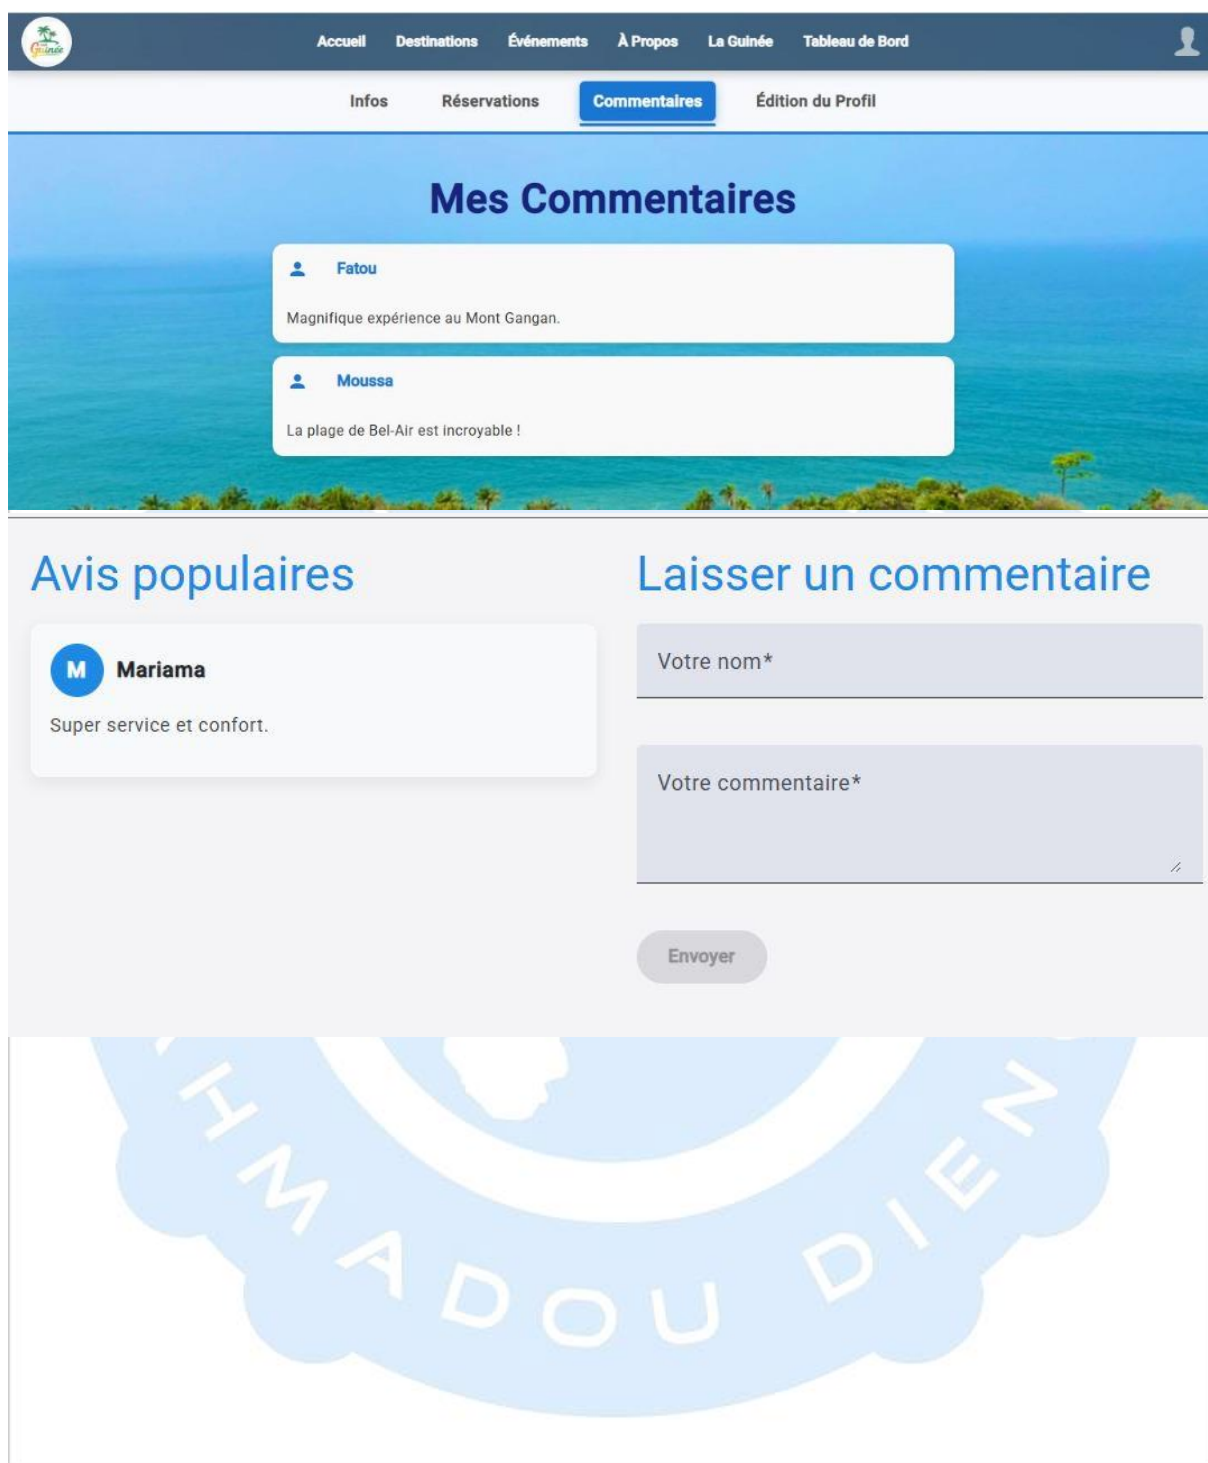 Guinée
Accueil Destinations Événements À Propos La Guinée Tableau de Bord
Infos Réservations Commentaires Édition du Profil
Mes Commentaires
Fatou
Magnifique expérience au Mont Gangan.
Moussa
La plage de Bel-Air est incroyable !
Avis populaires
M Mariama
Super service et confort.
Laisser un commentaire
Votre nom*
Votre commentaire*
Envoyer
HMADOU DIEN